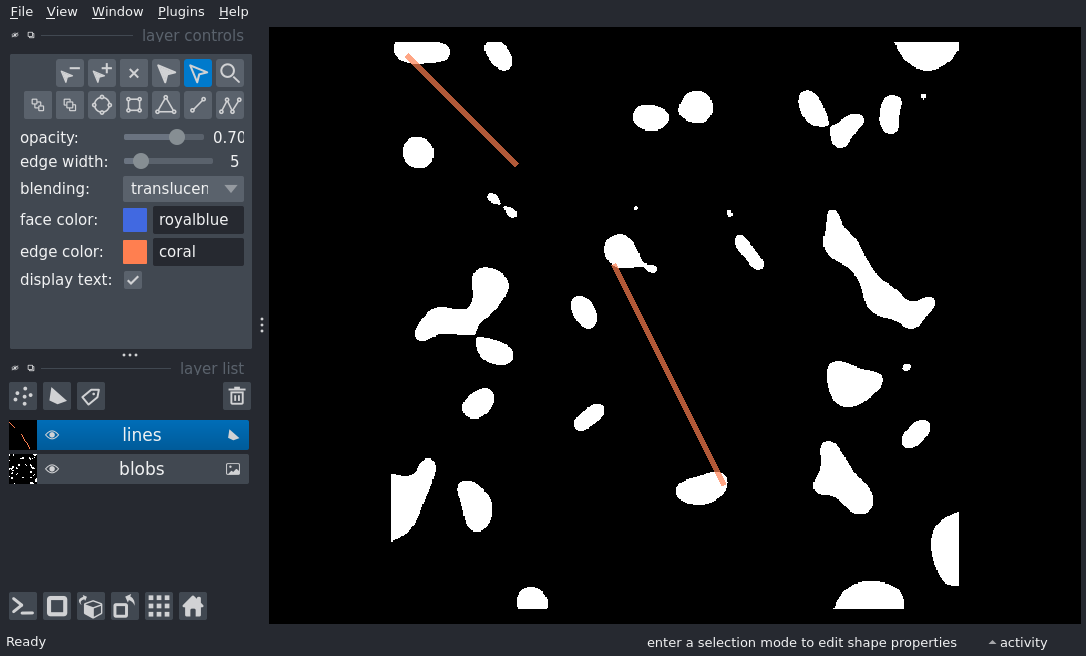 File View Window Plugins Help
layer controls
opacity: 0.70
edge width: 5
blending: translucen
face color: royalblue
edge color: coral
display text:
layer list
lines
blobs
Ready enter a selection mode to edit shape properties activity